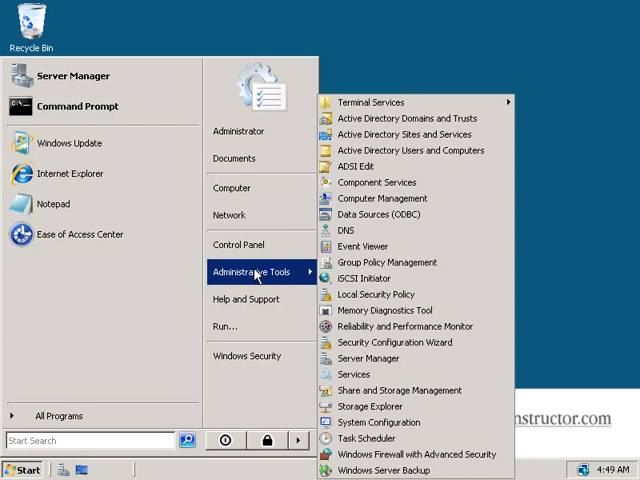 Recycle Bin
Server Manager
Command Prompt
Windows Update
Internet Explorer
Notepad
Ease of Access Center
All Programs
Start Search
Administrator
Documents
Computer
Network
Control Panel
Administrative Tools
Help and Support
Run...
Windows Security
Terminal Services
Active Directory Domains and Trusts
Active Directory Sites and Services
Active Directory Users and Computers
ADSI Edit
Component Services
Computer Management
Data Sources (ODBC)
DNS
Event Viewer
Group Policy Management
iSCSI Initiator
Local Security Policy
Memory Diagnostics Tool
Reliability and Performance Monitor
Security Configuration Wizard
Server Manager
Services
Share and Storage Management
Storage Explorer
System Configuration
Task Scheduler
Windows Firewall with Advanced Security
Windows Server Backup
nstructor.com
Start
4:49 AM